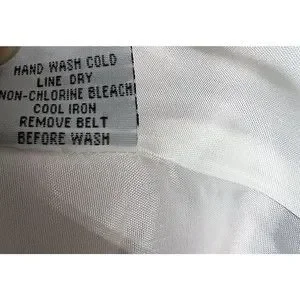 HAND WASH COLD
LINE DRY
NON-CHLORINE BLEACH
COOL IRON
REMOVE BELT
BEFORE WASH